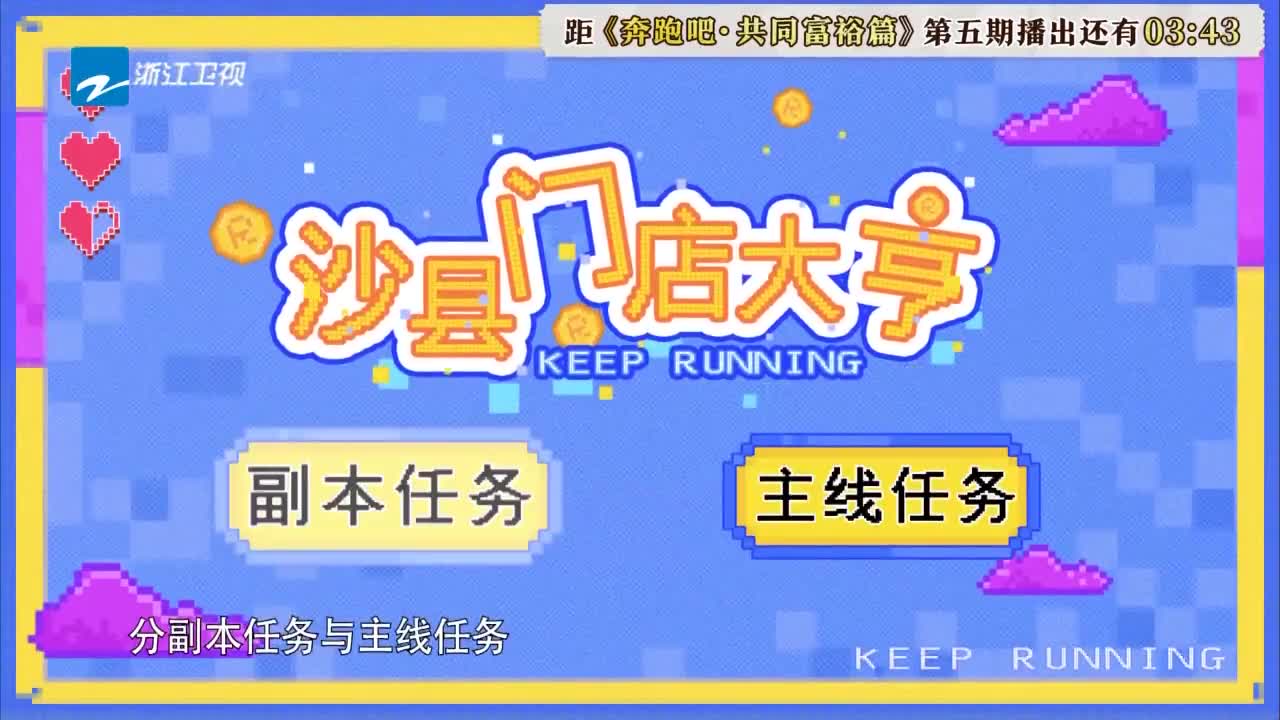 距《奔跑吧·共同富裕篇》第五期播出还有03:43
浙江卫视
沙县门店大亨
KEEP RUNNING
副本任务
主线任务
分副本任务与主线任务
KEEP RUNNING